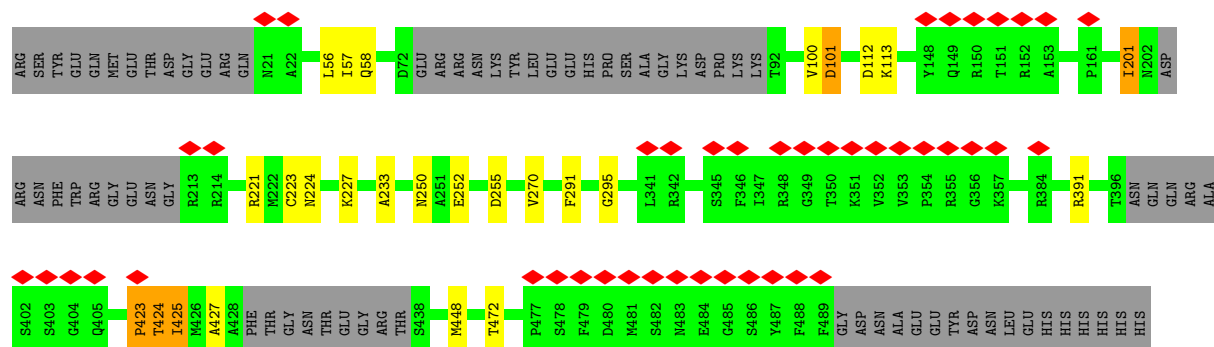 ARG SER TYR GLU GLN MET GLU THR ASP GLY GLU ARG GLN N21 A22 L56 I57 Q58 D72 GLU ARG ARG ASN LYS TYR LEU GLU GLU HIS PRO SER ALA GLY LYS ASP PRO LYS LYS T92 V100 D101 D112 K113 Y148 Q149 R150 T151 R152 A153 P161 I201 N202 ASP
ARG ASN PHE TRP ARG GLY GLU ASN GLY R213 R214 R221 M222 C223 N224 K227 A233 N250 A251 E252 D255 V270 F291 G295 L341 R342 S345 F346 I347 R348 G349 T350 K351 V352 V353 P354 R355 G356 K357 R384 R391 T396 ASN GLN GLN ARG ALA
S402 S403 G404 Q405 P423 T424 I425 M426 A427 A428 PHE THR GLY ASN THR GLU GLY ARG THR S438 M448 T472 P477 S478 F479 D480 M481 S482 N483 H484 G485 S486 Y487 F488 F489 GLY ASP ASN ALA GLU GLU TYR ASP ASN LEU GLU HIS HIS HIS HIS HIS HIS